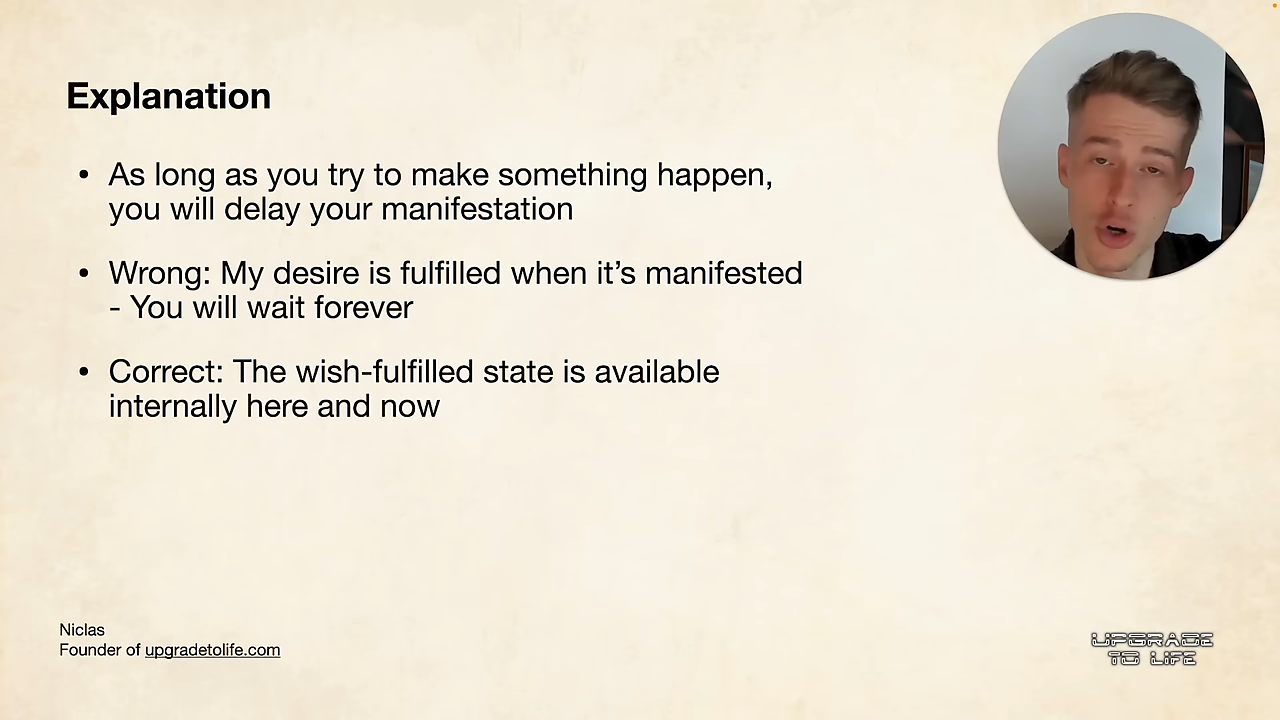 Explanation
• As long as you try to make something happen,
you will delay your manifestation
• Wrong: My desire is fulfilled when it’s manifested
- You will wait forever
• Correct: The wish-fulfilled state is available
internally here and now
Niclas
Founder of upgradetolife.com
UPGRADE
TO LIFE